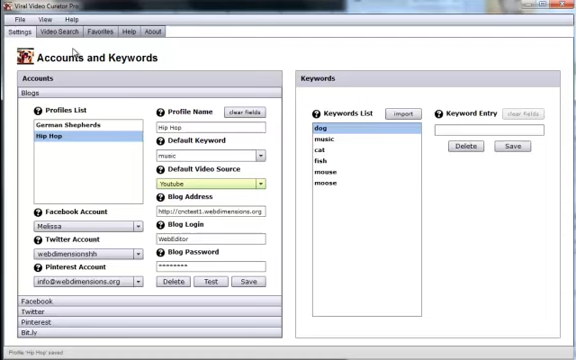 Viral Video Curator Pro
File View Help
Settings Video Search Favorites Help About
Accounts and Keywords
Accounts
Blogs
Profiles List
German Shepherds
Hip Hop
Facebook Account
Melissa
Twitter Account
webdimensionshh
Pinterest Account
info@webdimensions.org
Profile Name
clear fields
Hip Hop
Default Keyword
music
Default Video Source
Youtube
Blog Address
http://cnctest1.webdimensions.org
Blog Login
WebEditor
Blog Password
********
Delete Test Save
Facebook
Twitter
Pinterest
Bit.ly
Keywords
Keywords List
import
dog
music
cat
fish
mouse
moose
Keyword Entry
clear fields
Delete Save
Profile 'Hip Hop' saved